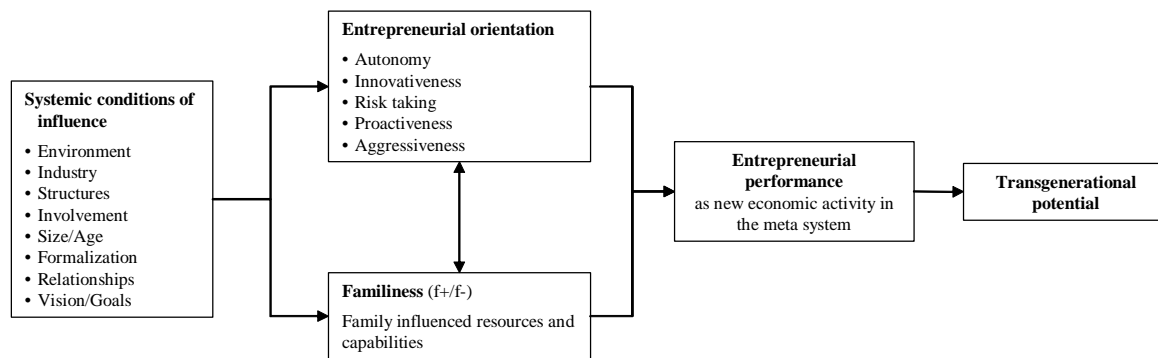 Systemic conditions of
influence
• Environment
• Industry
• Structures
• Involvement
• Size/Age
• Formalization
• Relationships
• Vision/Goals
Entrepreneurial orientation
• Autonomy
• Innovativeness
• Risk taking
• Proactiveness
• Aggressiveness
Familiness (f+/f-)
Family influenced resources and
capabilities
Entrepreneurial
performance
as new economic activity in
the meta system
Transgenerational
potential